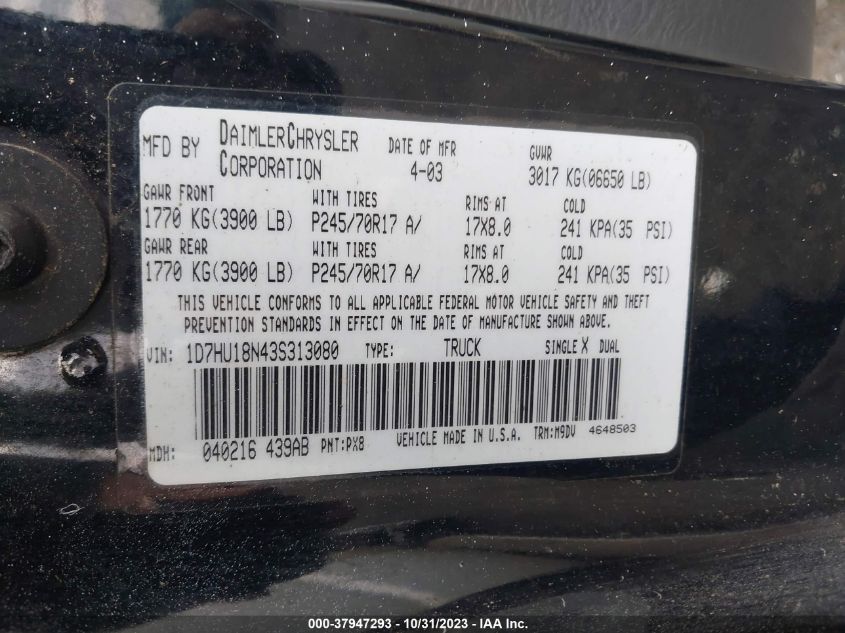 MFD BY DAIMLERCHRYSLER CORPORATION DATE OF MFR 4-03 GVWR 3017 KG(06650 LB)
GAWR FRONT WITH TIRES RIMS AT COLD
1770 KG(3900 LB) P245/70R17 A/ 17X8.0 241 KPA(35 PSI)
GAWR REAR WITH TIRES RIMS AT COLD
1770 KG(3900 LB) P245/70R17 A/ 17X8.0 241 KPA(35 PSI)
THIS VEHICLE CONFORMS TO ALL APPLICABLE FEDERAL MOTOR VEHICLE SAFETY AND THEFT
PREVENTION STANDARDS IN EFFECT ON THE DATE OF MANUFACTURE SHOWN ABOVE.
VIN: 1D7HU18N43S313080 TYPE: TRUCK SINGLE X DUAL
MDH: 040216 439AB PNT:PX8 VEHICLE MADE IN U.S.A. TRM:M9DV 4648503
000-37947293 - 10/31/2023 - IAA Inc.